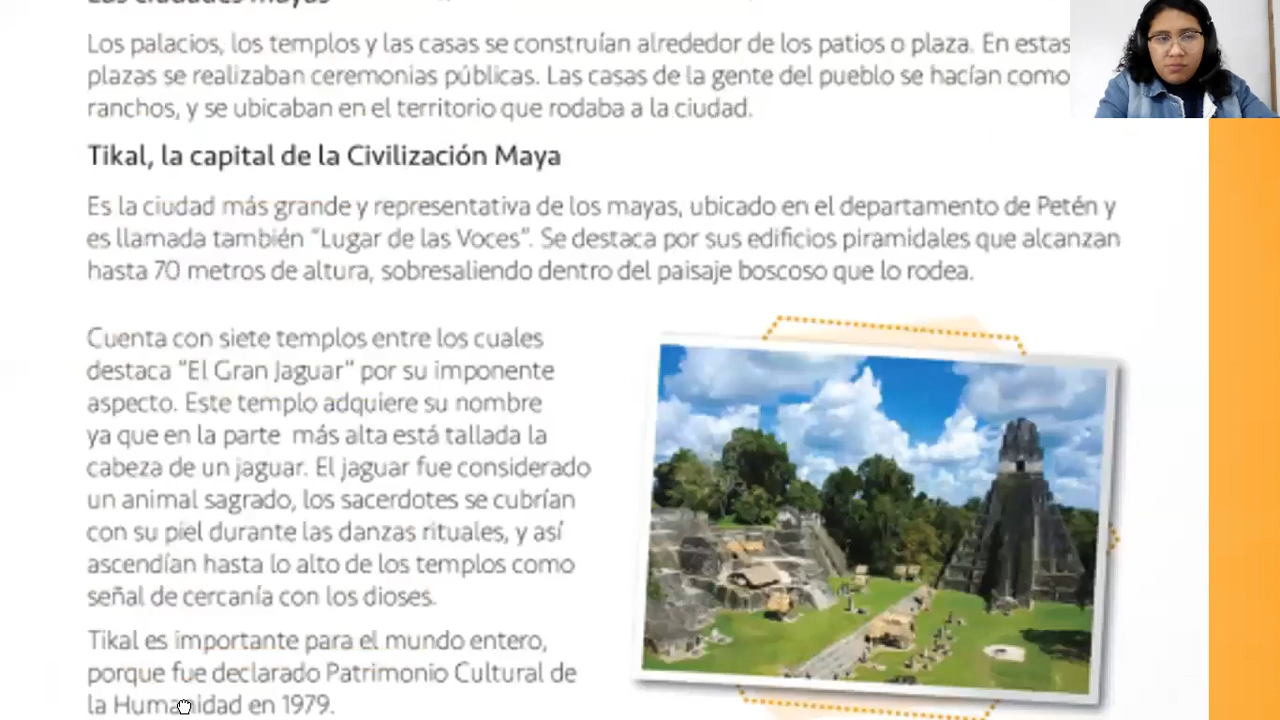 Las ciudades mayas
Los palacios, los templos y las casas se construían alrededor de los patios o plaza. En estas
plazas se realizaban ceremonias públicas. Las casas de la gente del pueblo se hacían como
ranchos, y se ubicaban en el territorio que rodaba a la ciudad.
Tikal, la capital de la Civilización Maya
Es la ciudad más grande y representativa de los mayas, ubicado en el departamento de Petén y
es llamada también “Lugar de las Voces”. Se destaca por sus edificios piramidales que alcanzan
hasta 70 metros de altura, sobresaliendo dentro del paisaje boscoso que lo rodea.
Cuenta con siete templos entre los cuales
destaca “El Gran Jaguar” por su imponente
aspecto. Este templo adquiere su nombre
ya que en la parte más alta está tallada la
cabeza de un jaguar. El jaguar fue considerado
un animal sagrado, los sacerdotes se cubrían
con su piel durante las danzas rituales, y así
ascendían hasta lo alto de los templos como
señal de cercanía con los dioses.
Tikal es importante para el mundo entero,
porque fue declarado Patrimonio Cultural de
la Humanidad en 1979.